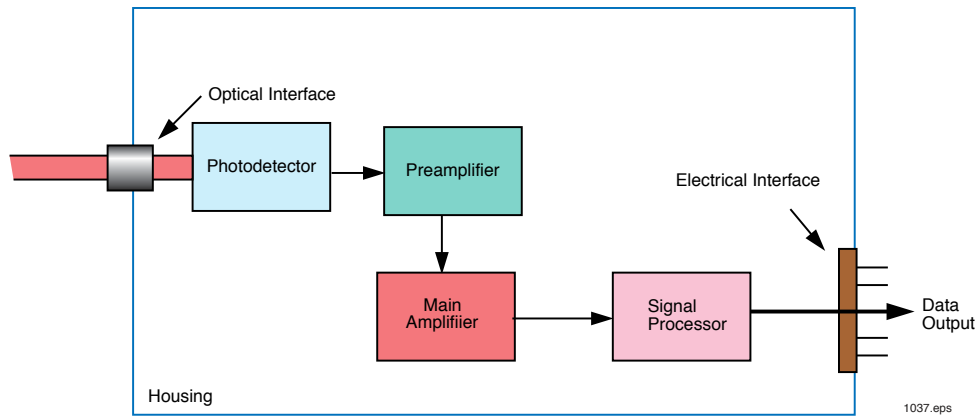 Optical Interface
Photodetector
Preamplifier
Electrical Interface
Main
Amplifiier
Signal
Processor
Data
Output
Housing
1037.eps